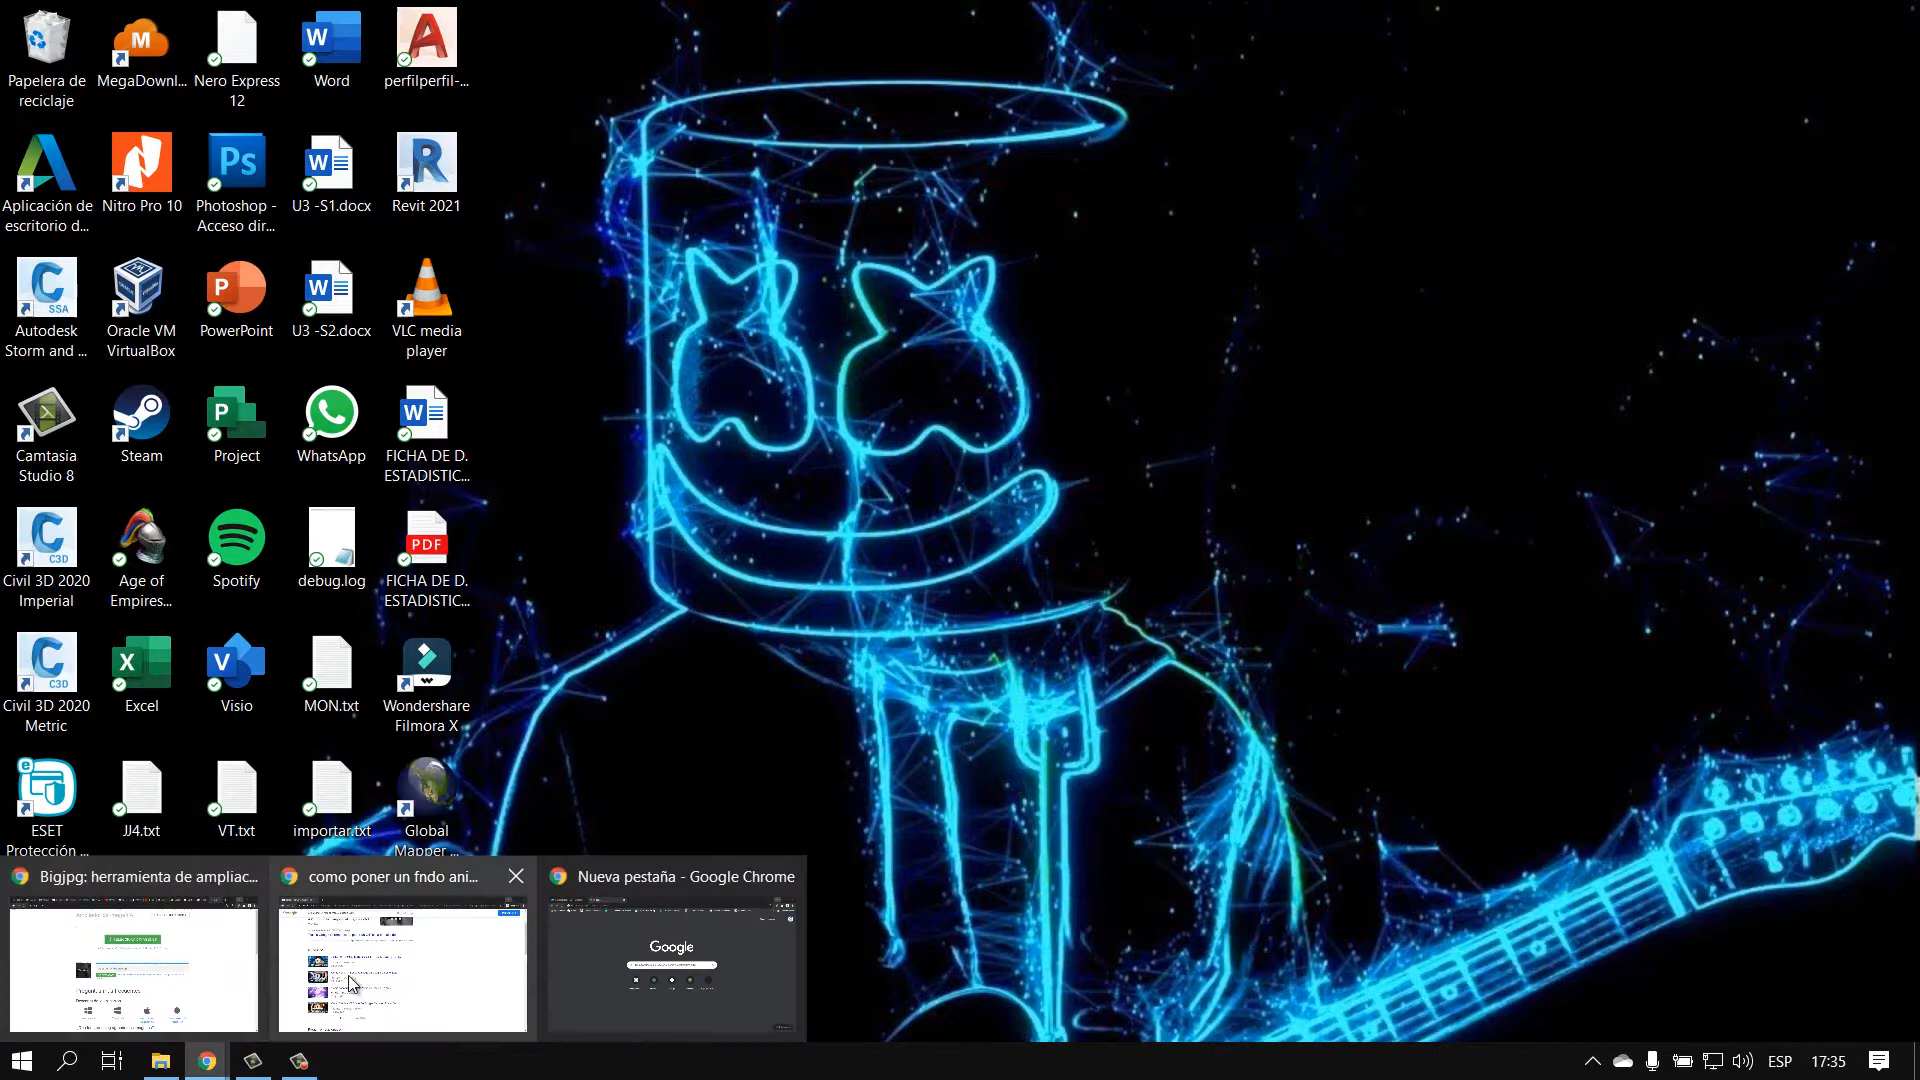 Papelera de
reciclaje
MegaDownl...
Nero Express
12
Word
perfilperfil-...
Aplicación de
escritorio d...
Nitro Pro 10
Photoshop -
Acceso dir...
U3 -S1.docx
Revit 2021
Autodesk
Storm and ...
Oracle VM
VirtualBox
PowerPoint
U3 -S2.docx
VLC media
player
Camtasia
Studio 8
Steam
Project
WhatsApp
FICHA DE D.
ESTADISTIC...
Civil 3D 2020
Imperial
Age of
Empires...
Spotify
debug.log
PDF
FICHA DE D.
ESTADISTIC...
Civil 3D 2020
Metric
Excel
Visio
MON.txt
Wondershare
Filmora X
ESET
Protección ...
JJ4.txt
VT.txt
importar.txt
Global
Mapper ...
Bigjpg: herramienta de ampliac...
como poner un fndo ani...
Nueva pestaña - Google Chrome
Google
ESP
17:35